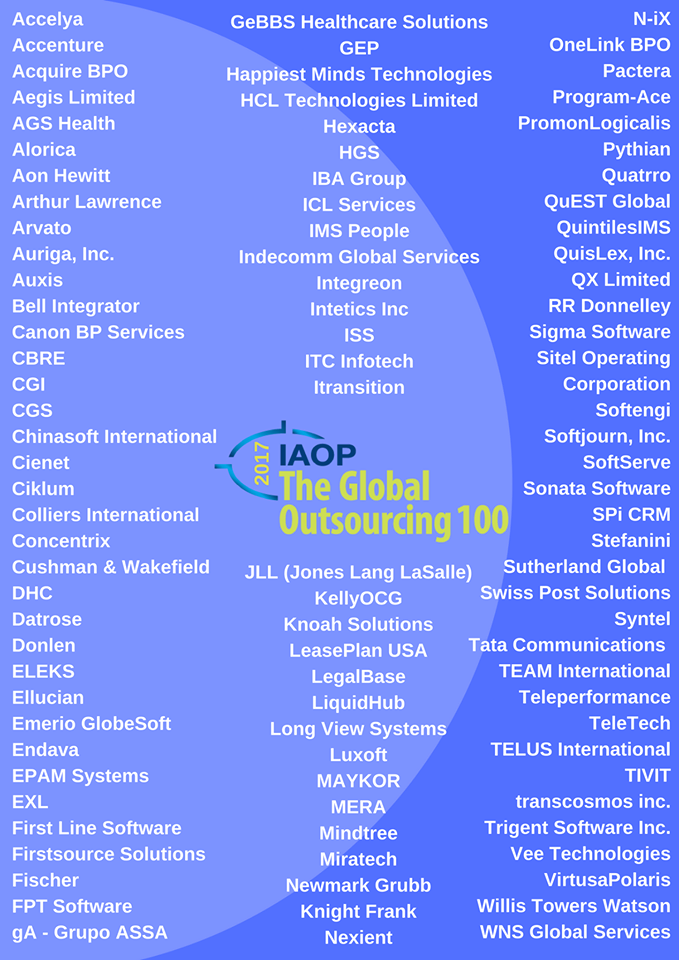 Accelya
Accenture
Acquire BPO
Aegis Limited
AGS Health
Alorica
Aon Hewitt
Arthur Lawrence
Arvato
Auriga, Inc.
Auxis
Bell Integrator
Canon BP Services
CBRE
CGI
CGS
Chinasoft International
Cienet
Ciklum
Colliers International
Concentrix
Cushman & Wakefield
DHC
Datrose
Donlen
ELEKS
Ellucian
Emerio GlobeSoft
Endava
EPAM Systems
EXL
First Line Software
Firstsource Solutions
Fischer
FPT Software
gA - Grupo ASSA
GeBBS Healthcare Solutions
GEP
Happiest Minds Technologies
HCL Technologies Limited
Hexacta
HGS
IBA Group
ICL Services
IMS People
Indecomm Global Services
Integreon
Intetics Inc
ISS
ITC Infotech
Itransition
2017
IAOP
The Global
Outsourcing 100
JLL (Jones Lang LaSalle)
KellyOCG
Knoah Solutions
LeasePlan USA
LegalBase
LiquidHub
Long View Systems
Luxoft
MAYKOR
MERA
Mindtree
Miratech
Newmark Grubb
Knight Frank
Nexient
N-iX
OneLink BPO
Pactera
Program-Ace
PromonLogicalis
Pythian
Quatrro
QuEST Global
QuintilesIMS
QuisLex, Inc.
QX Limited
RR Donnelley
Sigma Software
Sitel Operating
Corporation
Softengi
Softjourn, Inc.
SoftServe
Sonata Software
SPi CRM
Stefanini
Sutherland Global
Swiss Post Solutions
Syntel
Tata Communications
TEAM International
Teleperformance
TeleTech
TELUS International
TIVIT
transcosmos inc.
Trigent Software Inc.
Vee Technologies
VirtusaPolaris
Willis Towers Watson
WNS Global Services